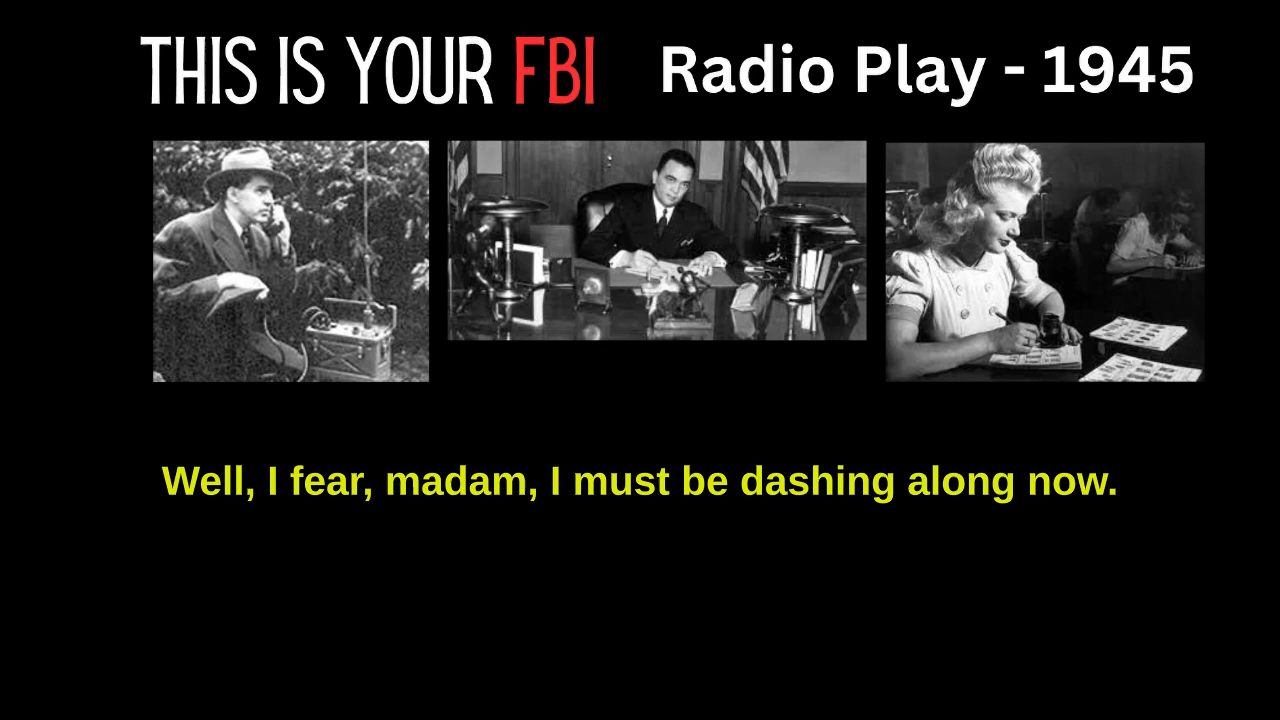 THIS IS YOUR FBI Radio Play - 1945
Well, I fear, madam, I must be dashing along now.